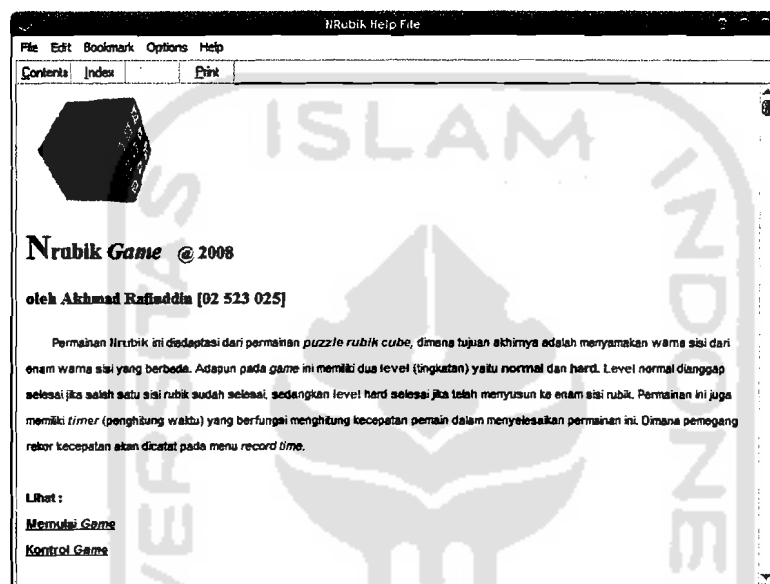 NRubik Help File
File Edit Bookmark Options Help
Contents Index Print
ISLAM
Nrubik Game @ 2008
oleh Akhmad Rafiuddin [02 523 025]
Permainan Nrubik ini diadaptasi dari permainan puzzle rubik cube, dimana tujuan akhirnya adalah menyamakan warna sisi dari
enam warna sisi yang berbeda. Adapun pada game ini memiliki dua level (tingkatan) yaitu normal dan hard. Level normal dianggap
selesai jika salah satu sisi rubik sudah selesai, sedangkan level hard selesai jika telah menyusun ke enam sisi rubik. Permainan ini juga
memiliki timer (penghitung waktu) yang berfungsi menghitung kecepatan pemain dalam menyelesaikan permainan ini. Dimana pemegang
rekor kecepatan akan dicatat pada menu record time.
Lihat :
Memulai Game
Kontrol Game
VERSITAS
INDONE